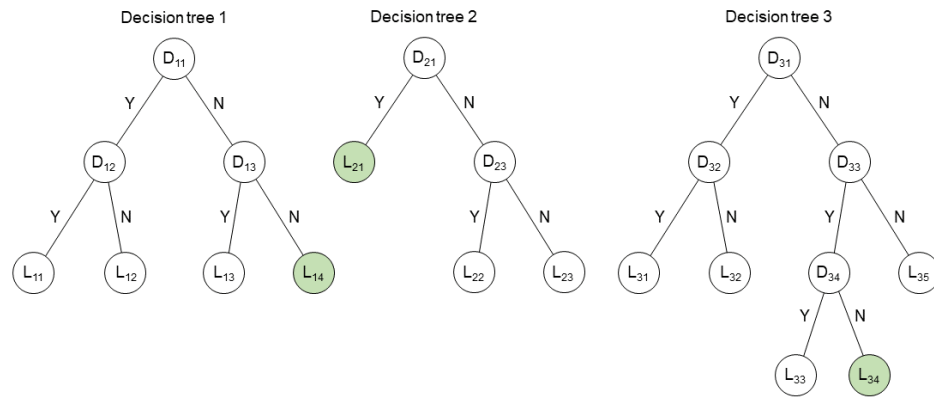 Decision tree 1 Decision tree 2 Decision tree 3
D₁₁ D₂₁ D₃₁
Y N Y N Y N
D₁₂ D₁₃ L₂₁ D₂₃ D₃₂ D₃₃
Y N Y N Y N Y N Y N
L₁₁ L₁₂ L₁₃ L₁₄ L₂₂ L₂₃ L₃₁ L₃₂ D₃₄ L₃₅
Y N
L₃₃ L₃₄